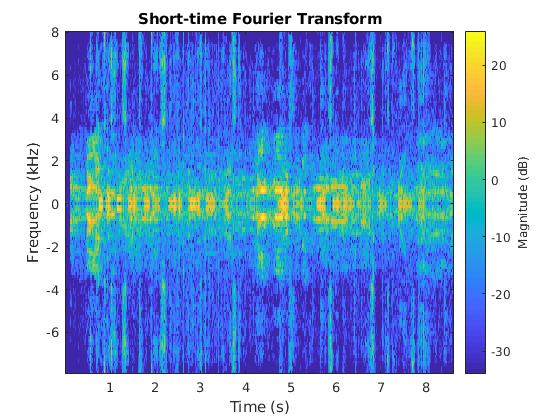 Short-time Fourier Transform
8
6
4
2
0
-2
-4
-6
Frequency (kHz)
1 2 3 4 5 6 7 8
Time (s)
20
10
0
-10
-20
-30
Magnitude (dB)